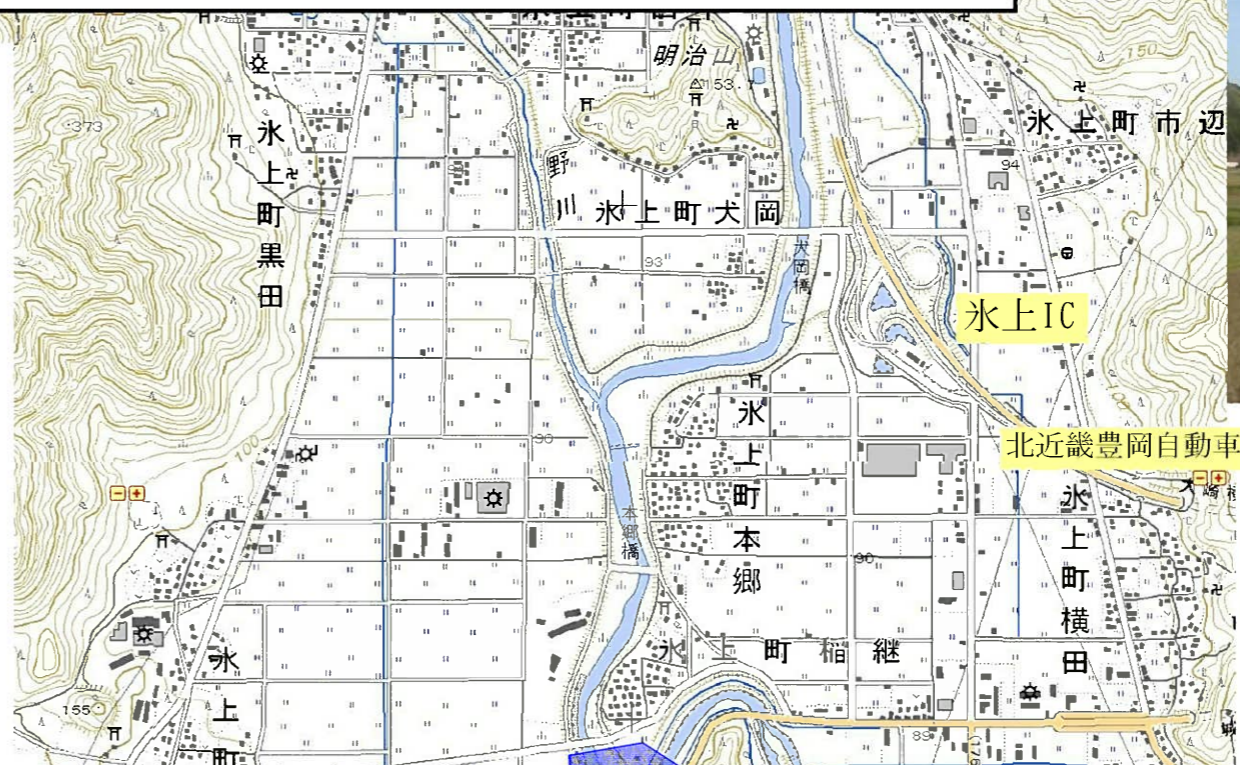 明治山
153.7
150
373
氷上町市辺
94
氷上町黒田
野
川
氷上町犬岡
93
犬岡橋
氷上IC
氷上町本郷
北近畿豊岡自動車
100
90
本郷橋
氷上町横田
90
氷上町稲継
氷上町
155
89